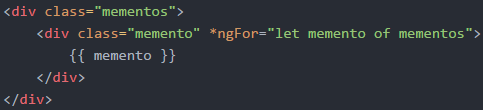 <div class="mementos">
    <div class="memento" *ngFor="let memento of mementos">
        {{ memento }}
    </div>
</div>